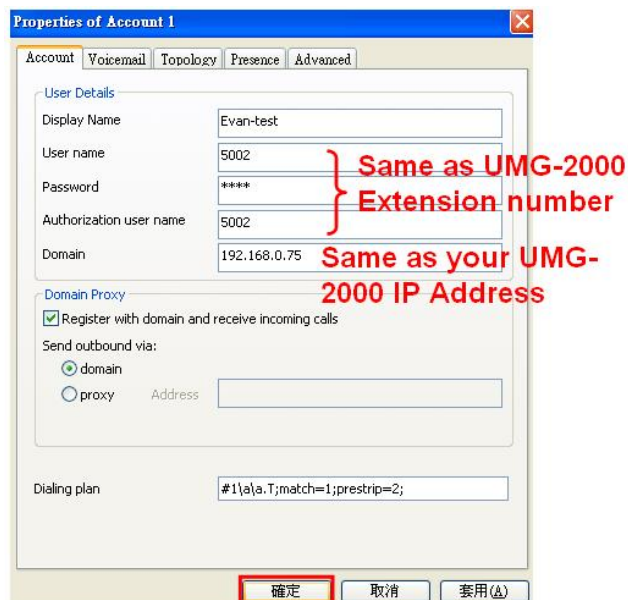 Properties of Account 1
Account Voicemail Topology Presence Advanced
User Details
Display Name Evan-test
User name 5002
Password ****
Authorization user name 5002
Same as UMG-2000
Extension number
Domain 192.168.0.75
Same as your UMG-
2000 IP Address
Domain Proxy
Register with domain and receive incoming calls
Send outbound via:
domain
proxy Address
Dialing plan #1\a\a.T;match=1;prestrip=2;
確定 取消 套用(A)